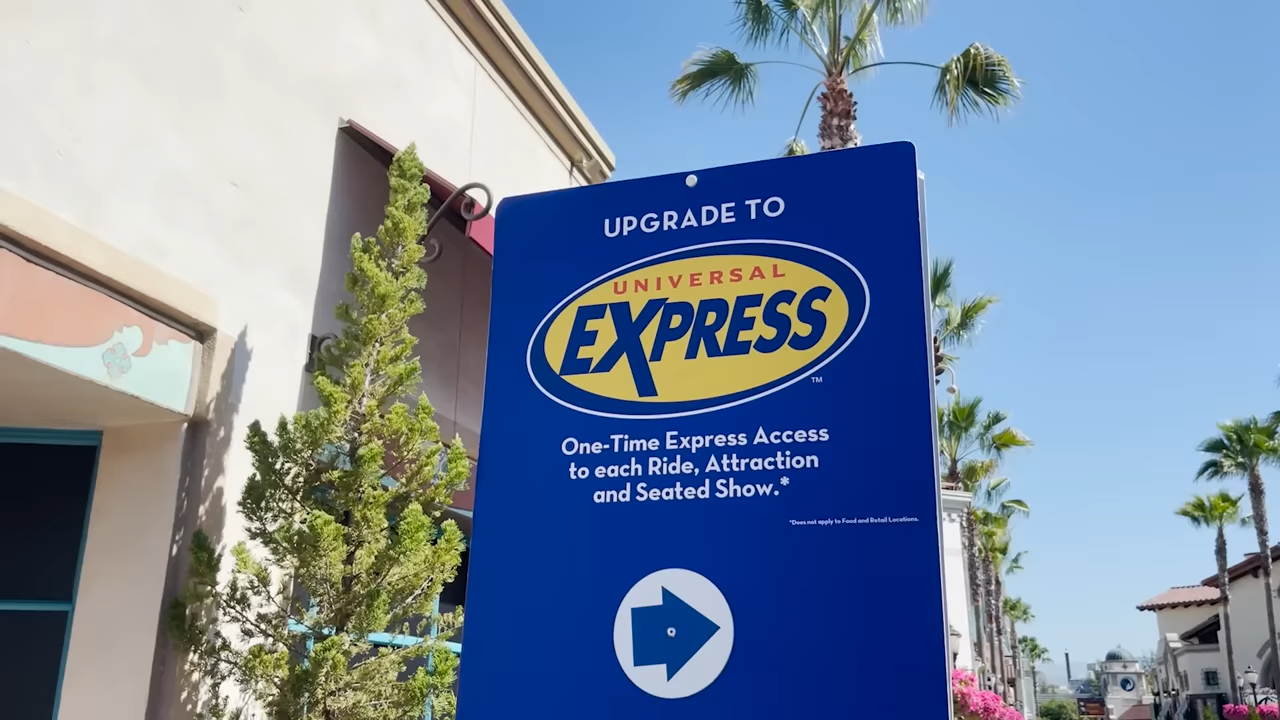 UPGRADE TO
UNIVERSAL
EXPRESS
TM
One-Time Express Access
to each Ride, Attraction
and Seated Show.*
*Does not apply to Food and Retail Locations.